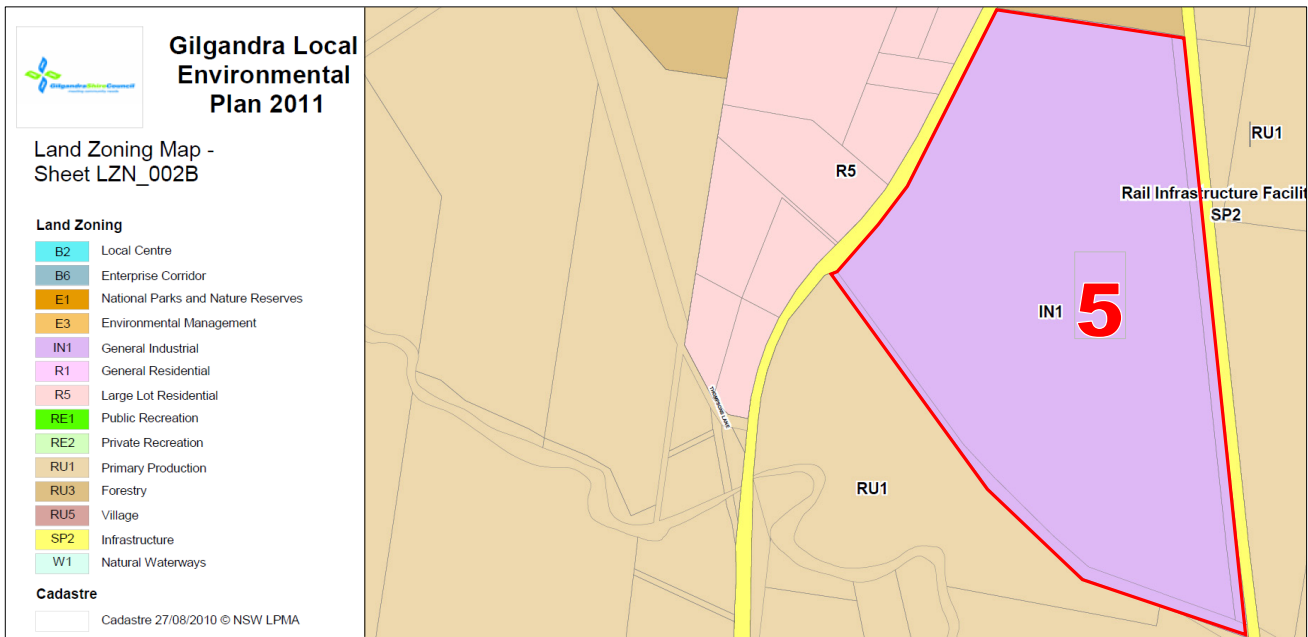 GilgandraShireCouncil
Gilgandra Local
Environmental
Plan 2011
Land Zoning Map -
Sheet LZN_002B
Land Zoning
B2 Local Centre
B6 Enterprise Corridor
E1 National Parks and Nature Reserves
E3 Environmental Management
IN1 General Industrial
R1 General Residential
R5 Large Lot Residential
RE1 Public Recreation
RE2 Private Recreation
RU1 Primary Production
RU3 Forestry
RU5 Village
SP2 Infrastructure
W1 Natural Waterways
Cadastre
Cadastre 27/08/2010 © NSW LPMA
RU1
R5
Rail Infrastructure Facilit
SP2
IN1
5
THOMPSONS LANE
RU1